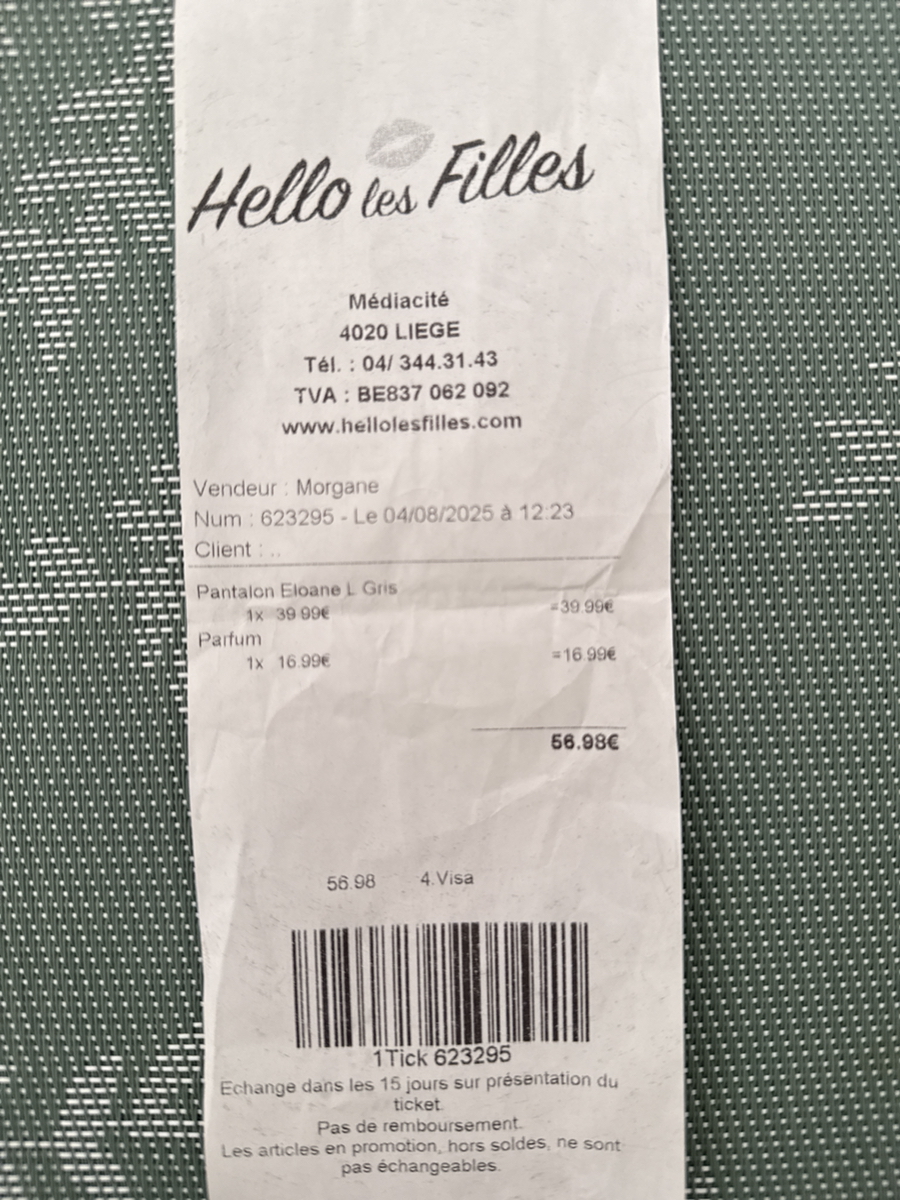 Hello les Filles
Médiacité
4020 LIEGE
Tél. : 04/ 344.31.43
TVA : BE837 062 092
www.hellolesfilles.com
Vendeur : Morgane
Num : 623295 - Le 04/08/2025 à 12:23
Client : ..
Pantalon Eloane L Gris
1x 39.99€ =39.99€
Parfum
1x 16.99€ =16.99€
56.98€
56.98 4.Visa
1Tick 623295
Echange dans les 15 jours sur présentation du
ticket.
Pas de remboursement.
Les articles en promotion, hors soldes, ne sont
pas échangeables.